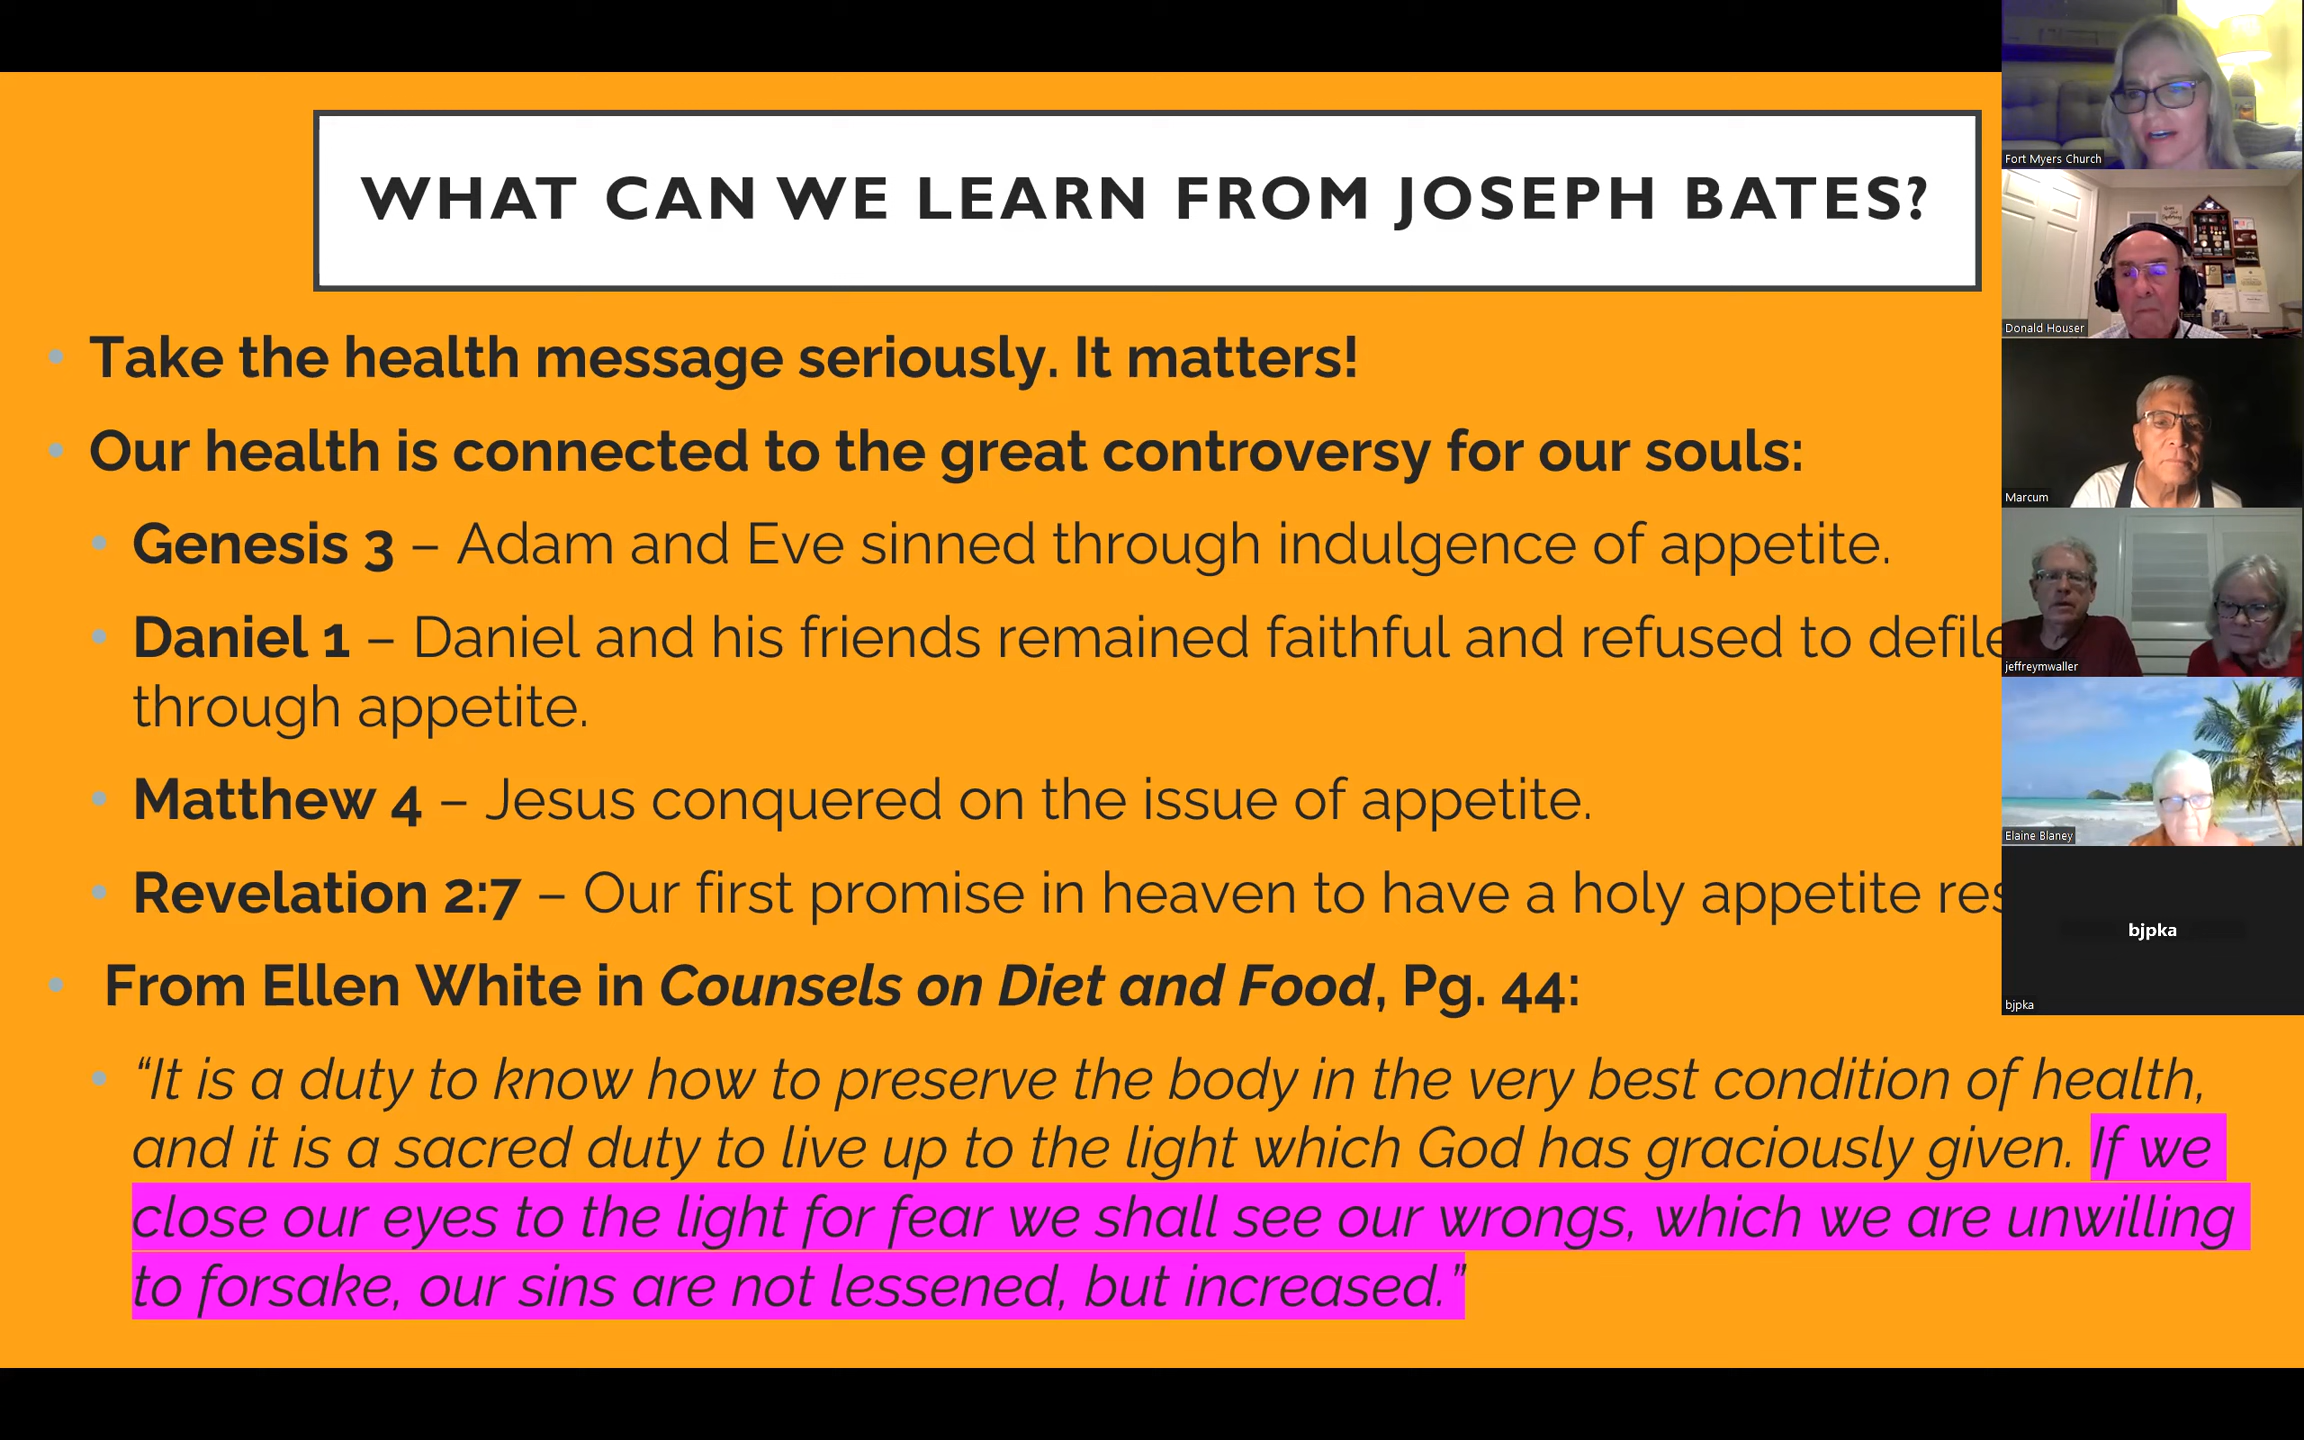 WHAT CAN WE LEARN FROM JOSEPH BATES?
• Take the health message seriously. It matters!
• Our health is connected to the great controversy for our souls:
• Genesis 3 – Adam and Eve sinned through indulgence of appetite.
• Daniel 1 – Daniel and his friends remained faithful and refused to defile
through appetite.
• Matthew 4 – Jesus conquered on the issue of appetite.
• Revelation 2:7 – Our first promise in heaven to have a holy appetite res
• From Ellen White in Counsels on Diet and Food, Pg. 44:
• “It is a duty to know how to preserve the body in the very best condition of health,
and it is a sacred duty to live up to the light which God has graciously given. If we
close our eyes to the light for fear we shall see our wrongs, which we are unwilling
to forsake, our sins are not lessened, but increased.”
Fort Myers Church
Donald Houser
Marcum
jeffreymwaller
Elaine Blaney
bjpka
bjpka